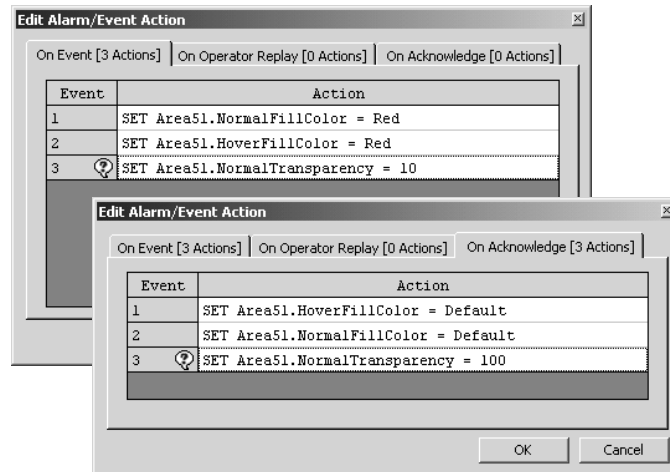 Edit Alarm/Event Action
On Event [3 Actions] On Operator Replay [0 Actions] On Acknowledge [0 Actions]
Event Action
1 SET Area51.NormalFillColor = Red
2 SET Area51.HoverFillColor = Red
3 SET Area51.NormalTransparency = 10
Edit Alarm/Event Action
On Event [3 Actions] On Operator Replay [0 Actions] On Acknowledge [3 Actions]
Event Action
1 SET Area51.HoverFillColor = Default
2 SET Area51.NormalFillColor = Default
3 SET Area51.NormalTransparency = 100
OK Cancel